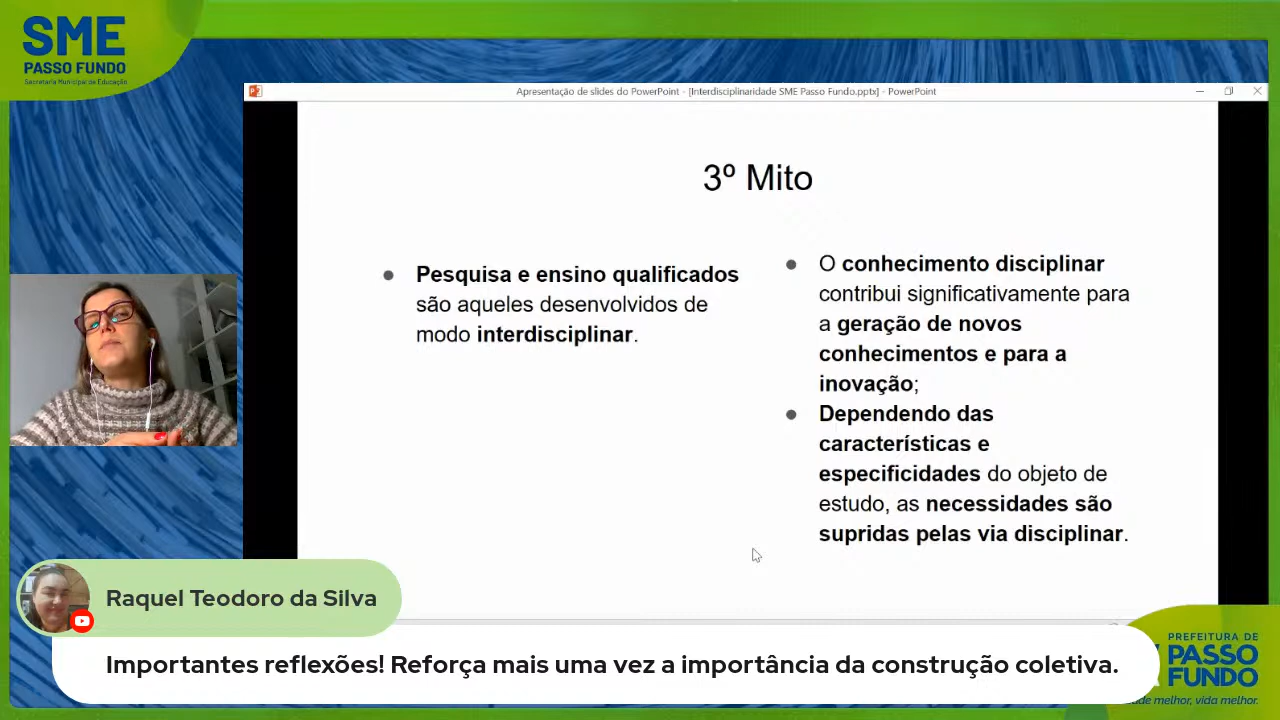 SME
PASSO FUNDO
Secretaria Municipal de Educação
Apresentação de slides do PowerPoint - [Interdisciplinaridade SME Passo Fundo.pptx] - PowerPoint
3º Mito
Pesquisa e ensino qualificados
são aqueles desenvolvidos de
modo interdisciplinar.
O conhecimento disciplinar
contribui significativamente para
a geração de novos
conhecimentos e para a
inovação;
Dependendo das
características e
especificidades do objeto de
estudo, as necessidades são
supridas pelas via disciplinar.
Raquel Teodoro da Silva
Importantes reflexões! Reforça mais uma vez a importância da construção coletiva.
PREFEITURA DE
PASSO
FUNDO
melhor, vida melhor.